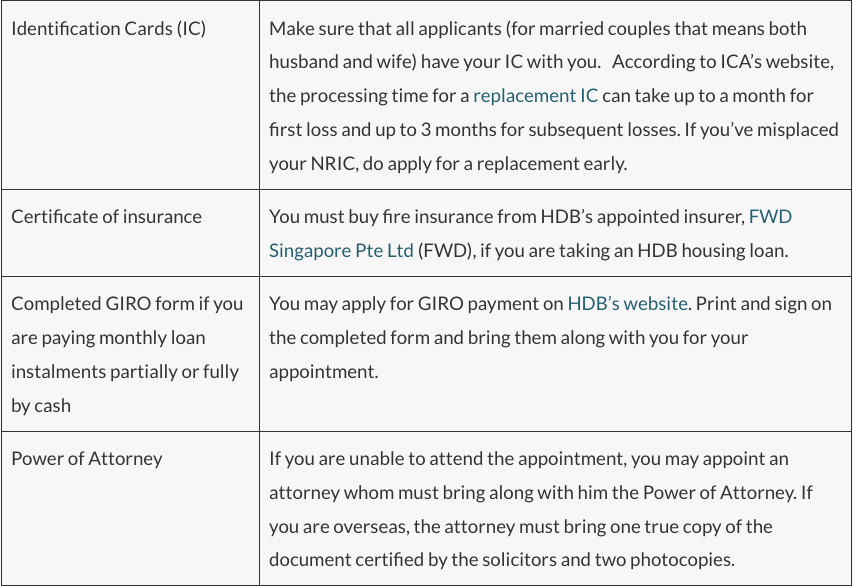 Identification Cards (IC)
Make sure that all applicants (for married couples that means both
husband and wife) have your IC with you.   According to ICA’s website,
the processing time for a replacement IC can take up to a month for
first loss and up to 3 months for subsequent losses. If you’ve misplaced
your NRIC, do apply for a replacement early.
Certificate of insurance
You must buy fire insurance from HDB’s appointed insurer, FWD
Singapore Pte Ltd (FWD), if you are taking an HDB housing loan.
Completed GIRO form if you
are paying monthly loan
instalments partially or fully
by cash
You may apply for GIRO payment on HDB’s website. Print and sign on
the completed form and bring them along with you for your
appointment.
Power of Attorney
If you are unable to attend the appointment, you may appoint an
attorney whom must bring along with him the Power of Attorney. If
you are overseas, the attorney must bring one true copy of the
document certified by the solicitors and two photocopies.